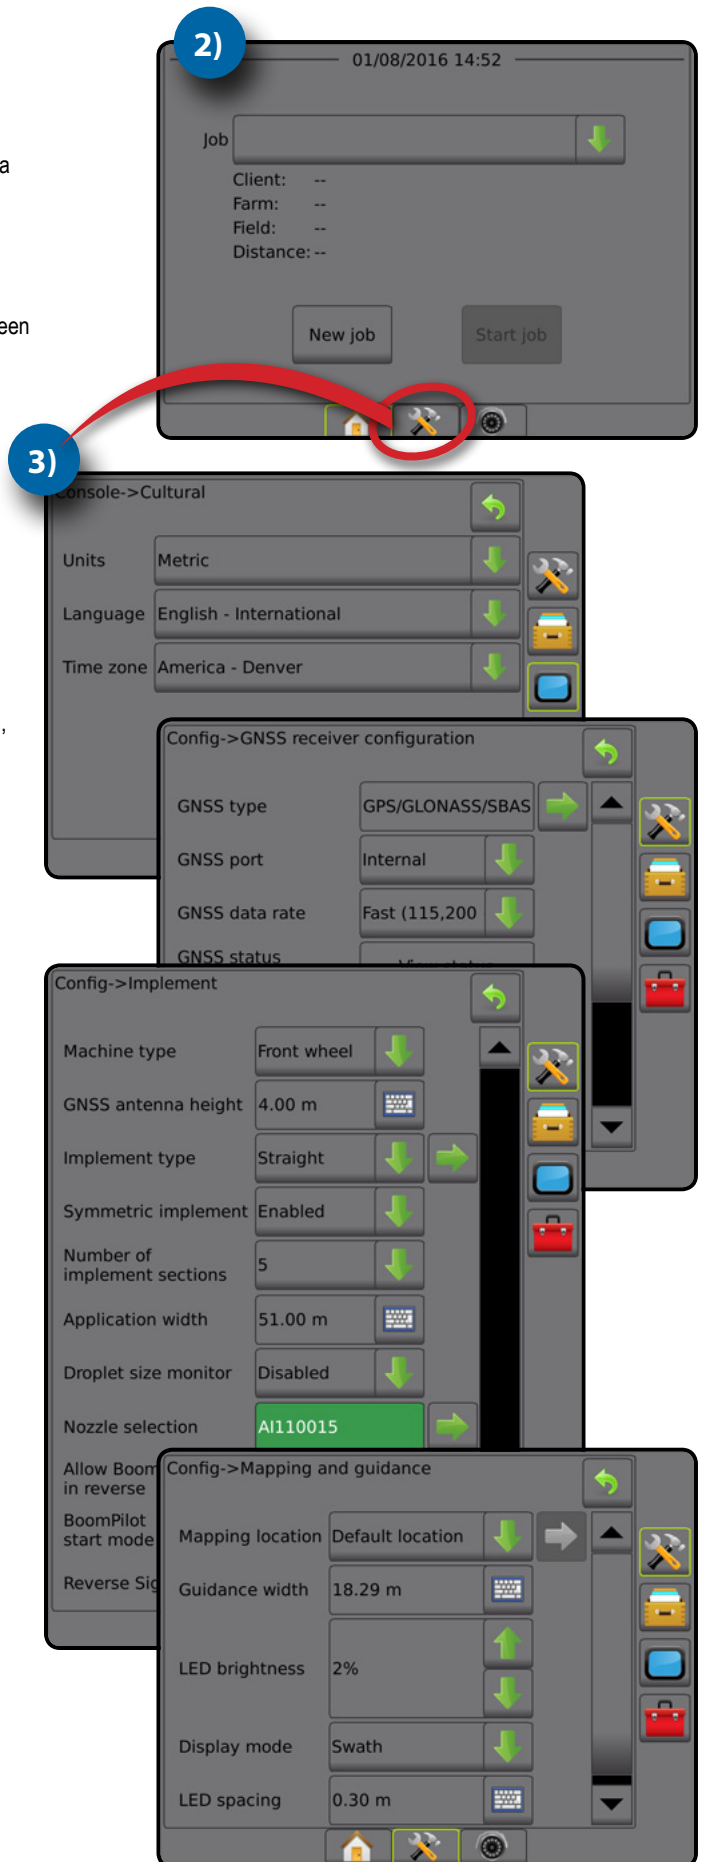 2)
01/08/2016 14:52
a
Job
Client: --
Farm: --
Field: --
Distance: --
een
New job
Start job
3)
Console->Cultural
Units Metric
Language English - International
Time zone America - Denver
,
Config->GNSS receiver configuration
GNSS type GPS/GLONASS/SBAS
GNSS port Internal
GNSS data rate Fast (115,200
GNSS status
Config->Implement
Machine type Front wheel
GNSS antenna height 4.00 m
Implement type Straight
Symmetric implement Enabled
Number of
implement sections 5
Application width 51.00 m
Droplet size monitor Disabled
Nozzle selection AI110015
Allow Boom
in reverse
BoomPilot
start mode
Reverse Sig
Config->Mapping and guidance
Mapping location Default location
Guidance width 18.29 m
LED brightness 2%
Display mode Swath
LED spacing 0.30 m